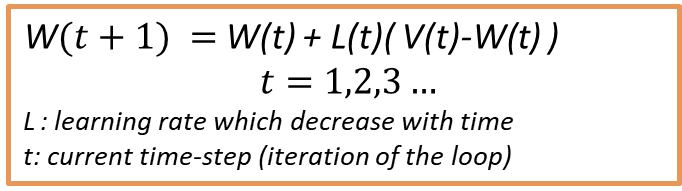 W(t + 1) = W(t) + L(t)( V(t)-W(t) )
t = 1,2,3 ...
L : learning rate which decrease with time
t: current time-step (iteration of the loop)